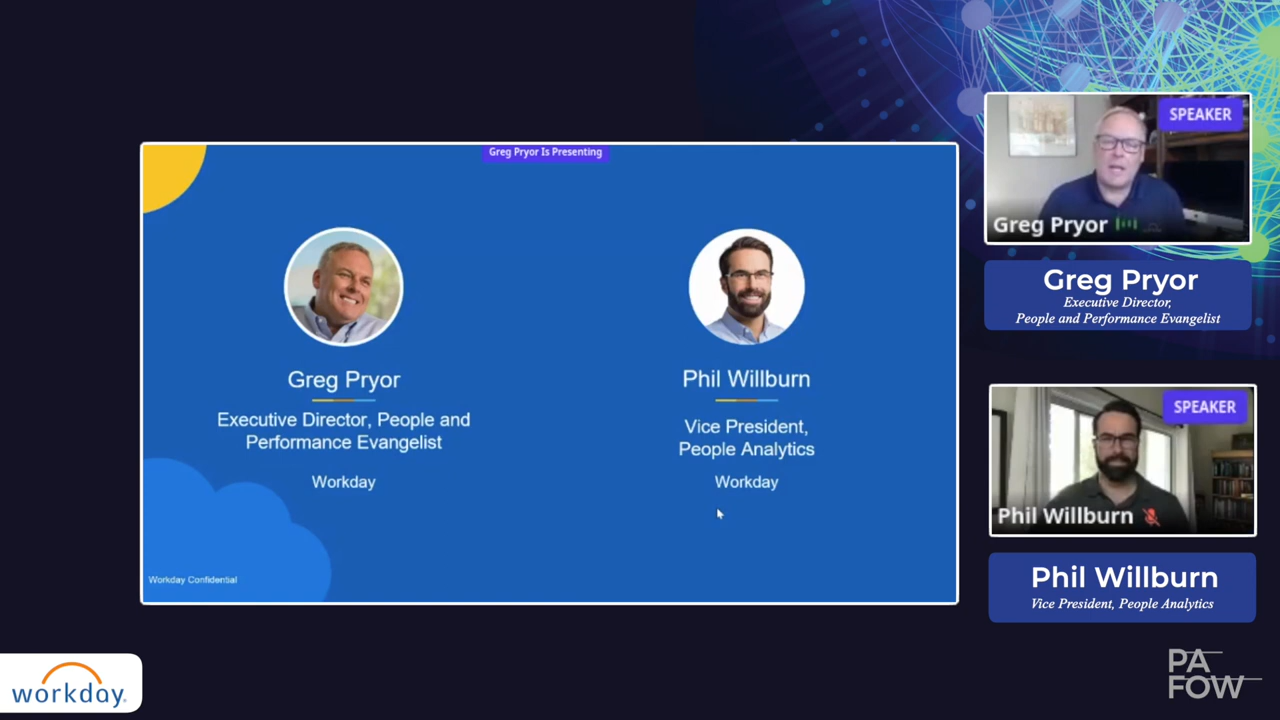 Greg Pryor Is Presenting
Greg Pryor
Executive Director, People and
Performance Evangelist
Workday
Phil Willburn
Vice President,
People Analytics
Workday
Workday Confidential
SPEAKER
Greg Pryor
Greg Pryor
Executive Director,
People and Performance Evangelist
SPEAKER
Phil Willburn
Phil Willburn
Vice President, People Analytics
workday.
PA
FOW